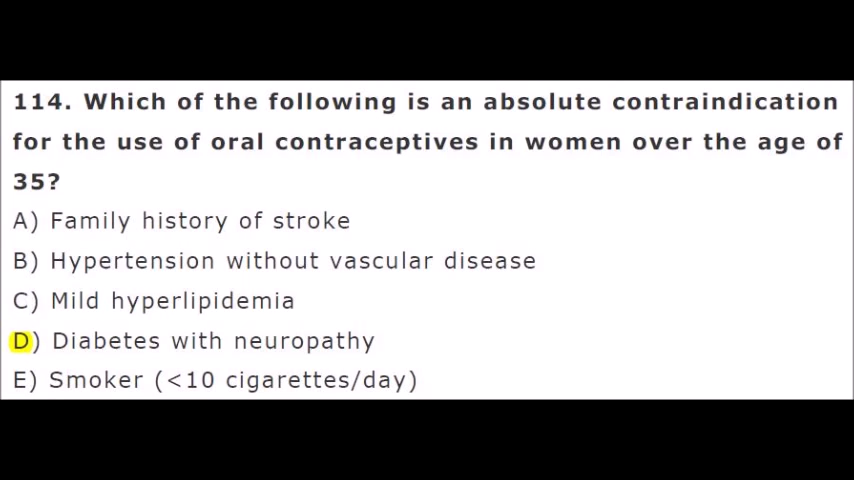 114. Which of the following is an absolute contraindication
for the use of oral contraceptives in women over the age of
35?
A) Family history of stroke
B) Hypertension without vascular disease
C) Mild hyperlipidemia
D) Diabetes with neuropathy
E) Smoker (<10 cigarettes/day)